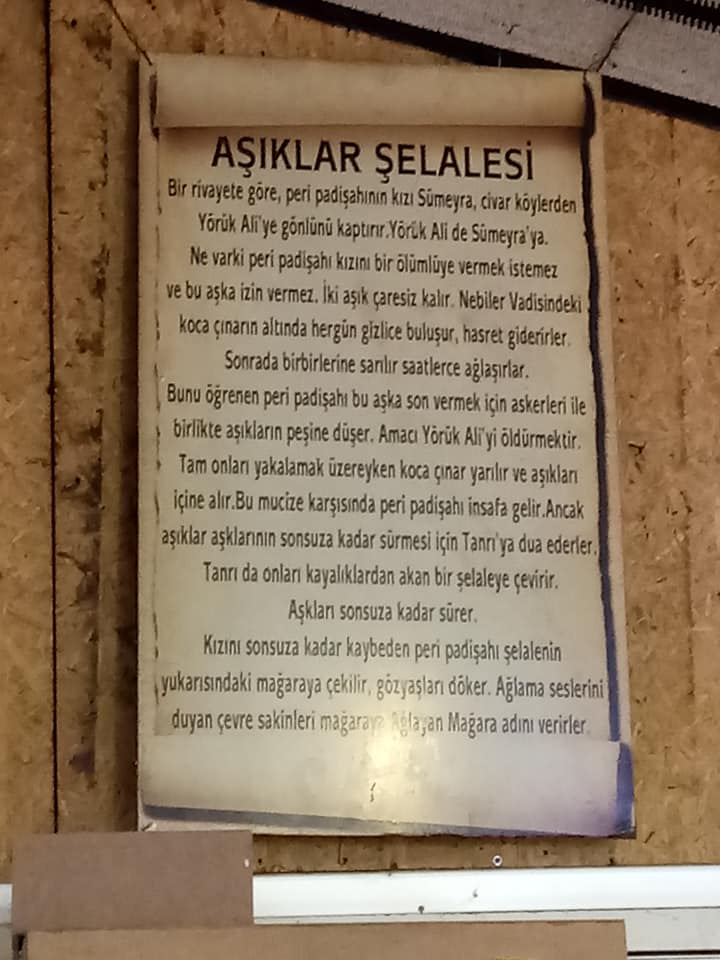 AŞIKLAR ŞELALESİ
Bir rivayete göre, peri padişahının kızı Sümeyra, civar köylerden
Yörük Ali'ye gönlünü kaptırır.Yörük Ali de Sümeyra'ya.
Ne varki peri padişahı kızını bir ölümlüye vermek istemez
ve bu aşka izin vermez. İki aşık çaresiz kalır. Nebiler Vadisindeki
koca çınarın altında hergün gizlice buluşur, hasret giderirler.
Sonrada birbirlerine sarılır saatlerce ağlaşırlar.
Bunu öğrenen peri padişahı bu aşka son vermek için askerleri ile
birlikte aşıkların peşine düşer. Amacı Yörük Ali'yi öldürmektir.
Tam onları yakalamak üzereyken koca çınar yarılır ve aşıkları
içine alır.Bu mucize karşısında peri padişahı insafa gelir.Ancak
aşıklar aşklarının sonsuza kadar sürmesi için Tanrı'ya dua ederler.
Tanrı da onları kayalıklardan akan bir şelaleye çevirir.
Aşkları sonsuza kadar sürer.
Kızını sonsuza kadar kaybeden peri padişahı şelalenin
yukarısındaki mağaraya çekilir, gözyaşları döker. Ağlama seslerini
duyan çevre sakinleri mağaraya Ağlayan Mağara adını verirler.